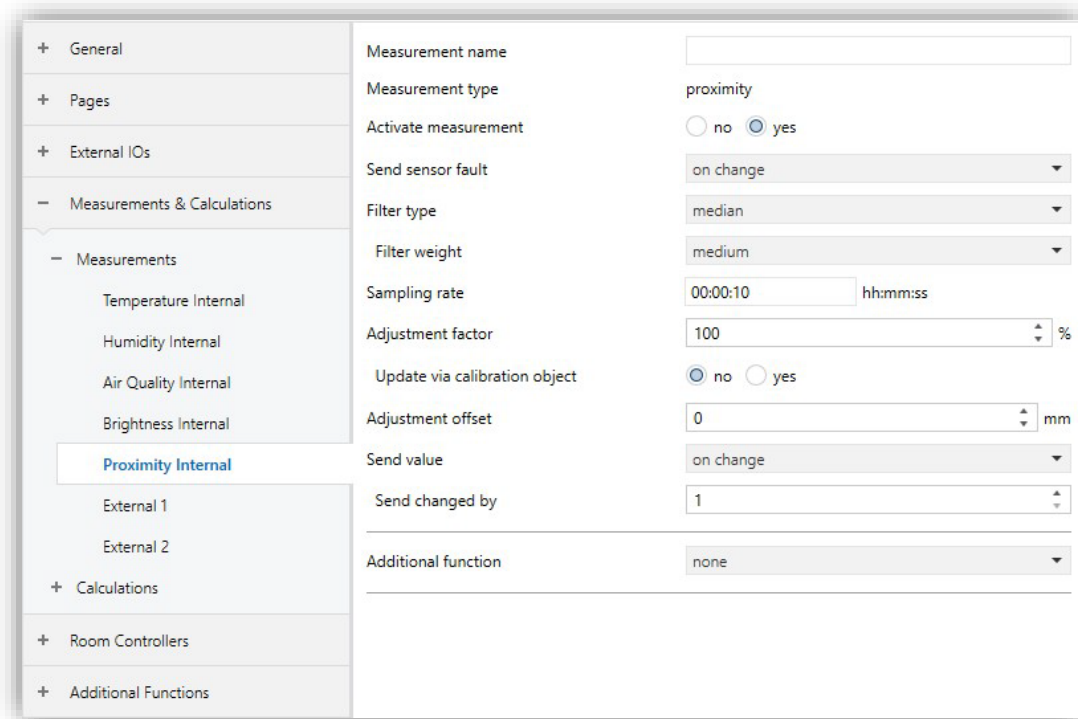 + General
+ Pages
+ External IOs
− Measurements & Calculations
− Measurements
Temperature Internal
Humidity Internal
Air Quality Internal
Brightness Internal
Proximity Internal
External 1
External 2
+ Calculations
+ Room Controllers
+ Additional Functions
Measurement name
Measurement type proximity
Activate measurement no yes
Send sensor fault on change
Filter type median
Filter weight medium
Sampling rate 00:00:10 hh:mm:ss
Adjustment factor 100 %
Update via calibration object no yes
Adjustment offset 0 mm
Send value on change
Send changed by 1
Additional function none